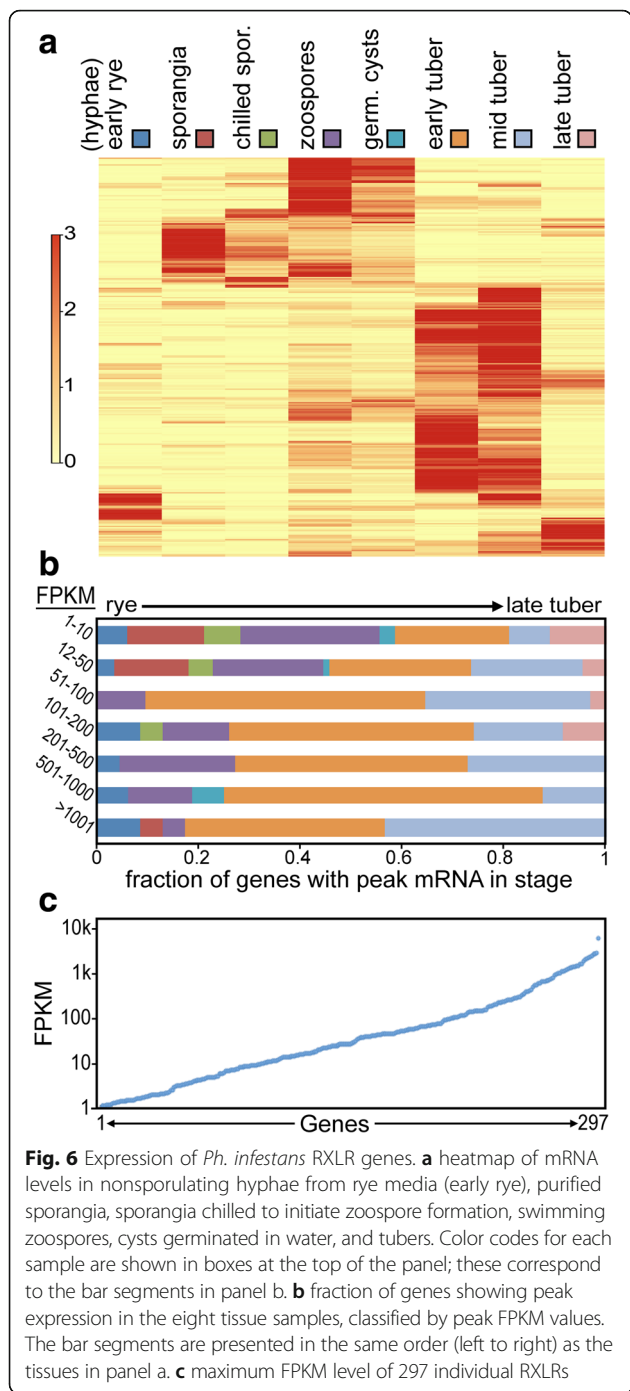 a
(hyphae)
early rye
sporangia
chilled spor.
zoospores
germ. cysts
early tuber
mid tuber
late tuber
3
2
1
0
b
FPKM
rye
late tuber
1-10
12-50
51-100
101-200
201-500
501-1000
>1001
0 0.2 0.4 0.6 0.8 1
fraction of genes with peak mRNA in stage
c
10k
1k
100
10
1
FPKM
1 Genes 297
Fig. 6 Expression of Ph. infestans RXLR genes. a heatmap of mRNA
levels in nonsporulating hyphae from rye media (early rye), purified
sporangia, sporangia chilled to initiate zoospore formation, swimming
zoospores, cysts germinated in water, and tubers. Color codes for each
sample are shown in boxes at the top of the panel; these correspond
to the bar segments in panel b. b fraction of genes showing peak
expression in the eight tissue samples, classified by peak FPKM values.
The bar segments are presented in the same order (left to right) as the
tissues in panel a. c maximum FPKM level of 297 individual RXLRs